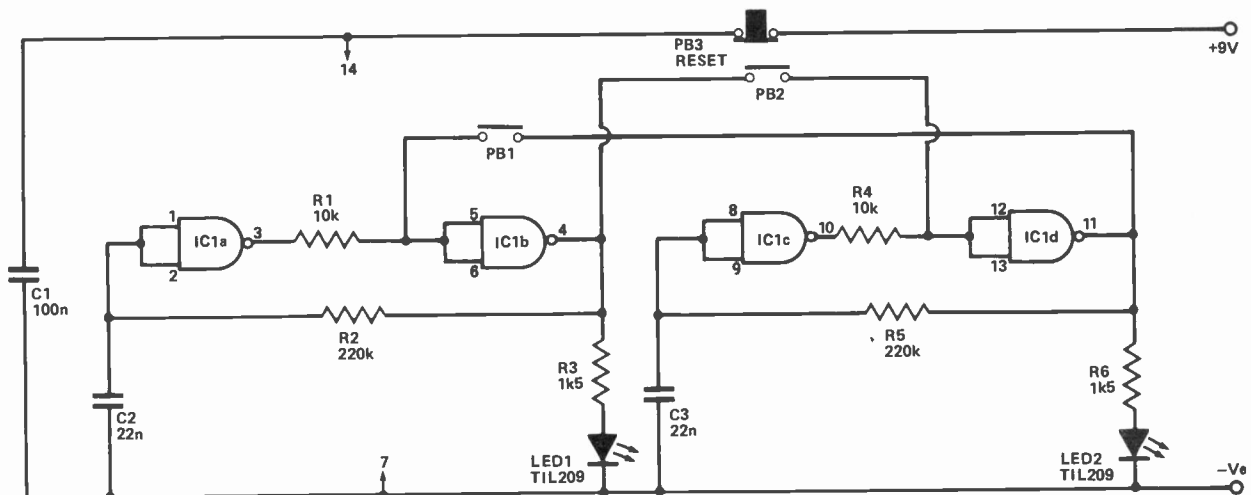 PB3
RESET
+9V
14
PB2
PB1
R1
10k
R4
10k
1
2
IC1a
3
5
6
IC1b
4
8
9
IC1c
10
12
13
IC1d
11
C1
100n
R2
220k
R5
220k
R3
1k5
R6
1k5
C2
22n
C3
22n
7
LED1
TIL209
LED2
TIL209
–Ve